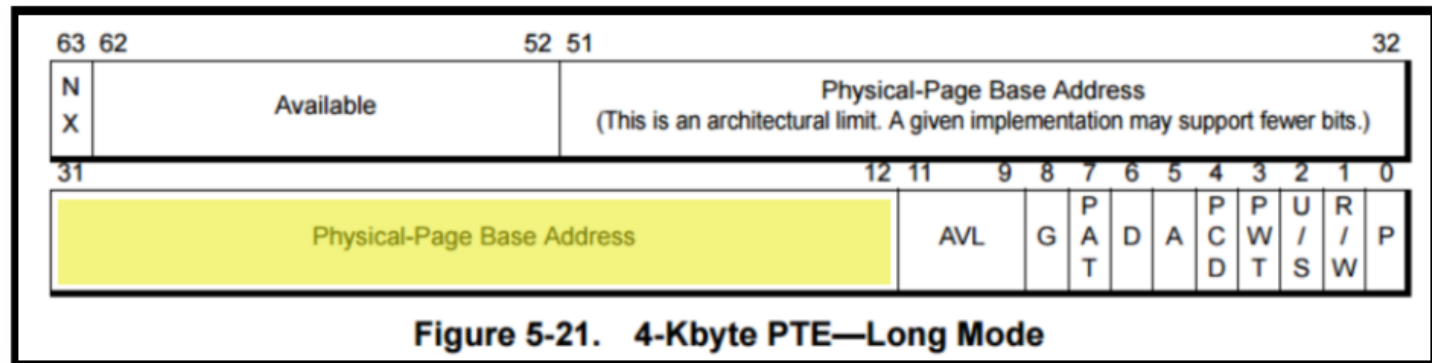 63 62 52 51 32
N
X
Available
Physical-Page Base Address
(This is an architectural limit. A given implementation may support fewer bits.)
31 12 11 9 8 7 6 5 4 3 2 1 0
Physical-Page Base Address
AVL
G
P
A
T
D
A
P
C
D
P
W
T
U
/
S
R
/
W
P
Figure 5-21. 4-Kbyte PTE—Long Mode